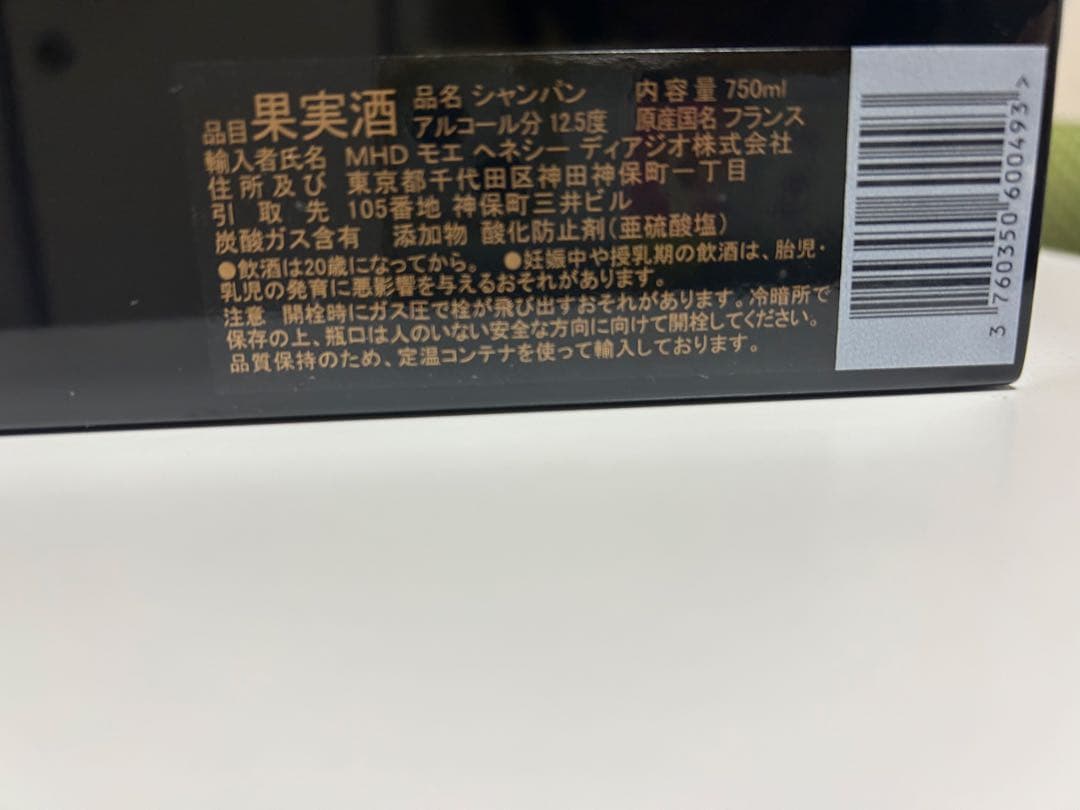 品目 果実酒 品名 シャンパン 内容量 750ml
アルコール分 12.5度 原産国名 フランス
輸入者氏名 MHD モエ ヘネシー ディアジオ株式会社
住所及び 東京都千代田区神田神保町一丁目
引取先 105番地 神保町三井ビル
炭酸ガス含有 添加物 酸化防止剤(亜硫酸塩)
●飲酒は20歳になってから。 ●妊娠中や授乳期の飲酒は、胎児・
乳児の発育に悪影響を与えるおそれがあります。
注意 開栓時にガス圧で栓が飛び出すおそれがあります。冷暗所で
保存の上、瓶口は人のいない安全な方向に向けて開栓してください。
品質保持のため、定温コンテナを使って輸入しております。
3 760350 600493 >